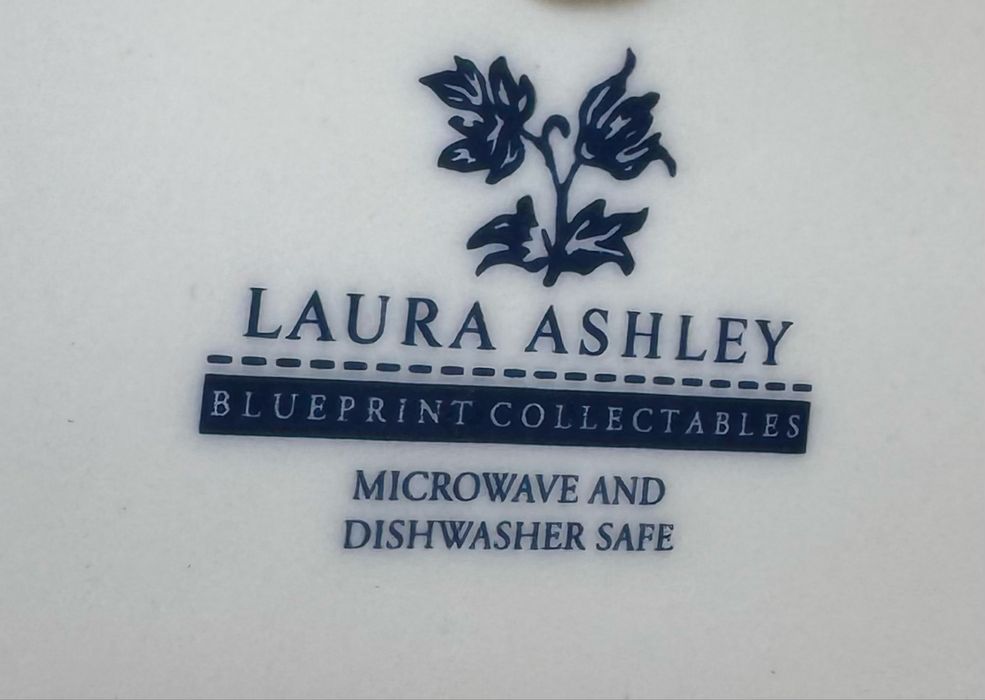 LAURA ASHLEY
BLUEPRINT COLLECTABLES
MICROWAVE AND
DISHWASHER SAFE